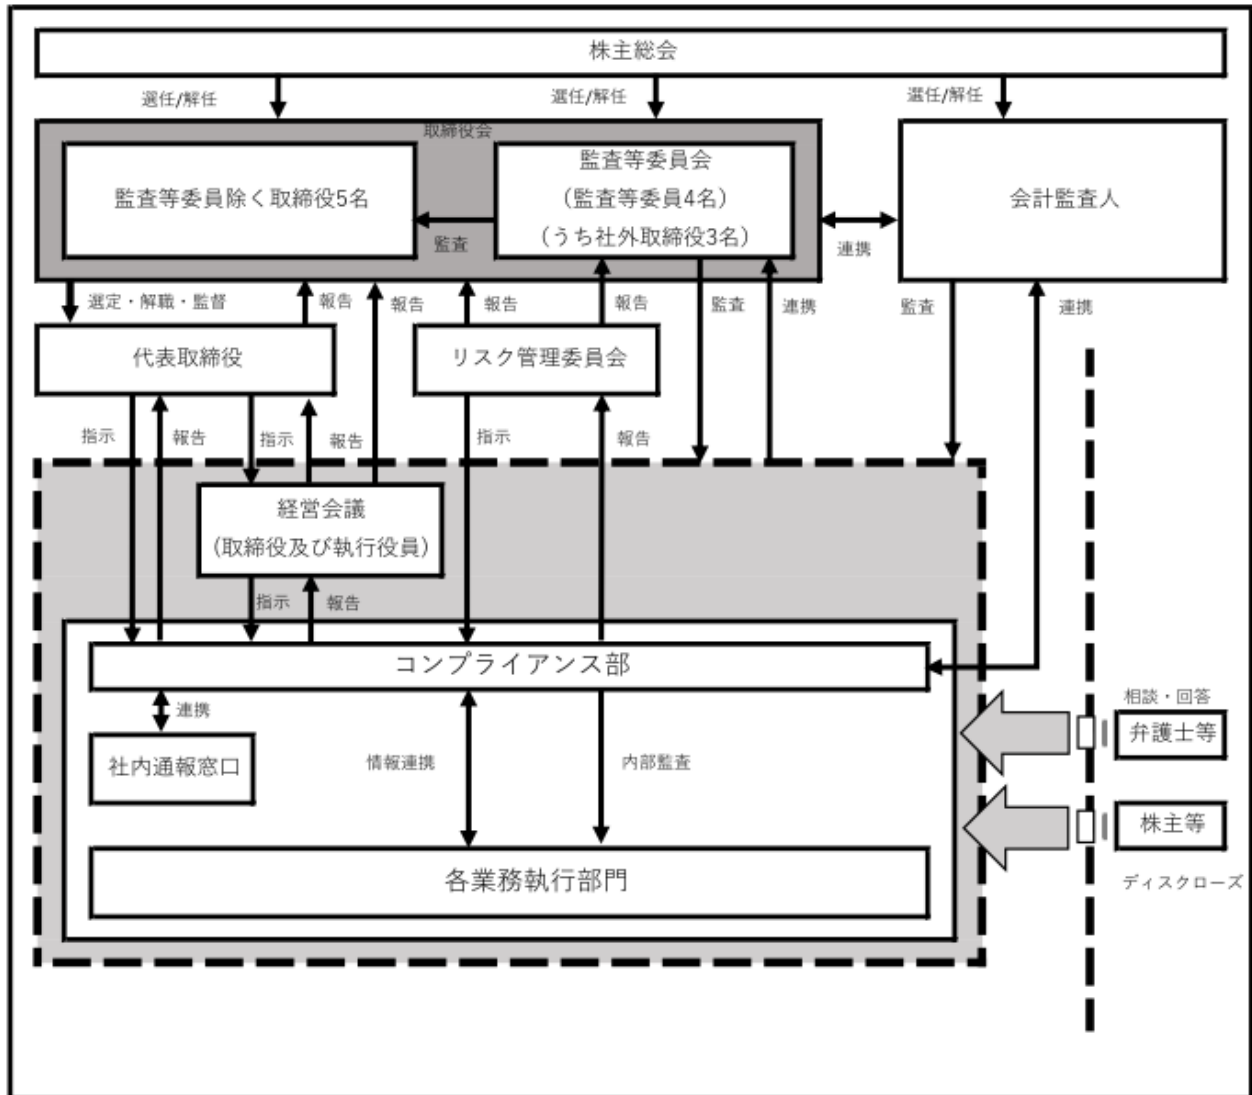 株主総会
選任/解任
選任/解任
選任/解任
取締役会
監査等委員除く取締役5名
監査
監査等委員会
(監査等委員4名)
(うち社外取締役3名)
連携
会計監査人
選定・解職・監督
報告
報告
報告
報告
監査
連携
監査
連携
代表取締役
リスク管理委員会
指示
報告
指示
報告
指示
報告
経営会議
(取締役及び執行役員)
指示
報告
コンプライアンス部
連携
社内通報窓口
情報連携
内部監査
相談・回答
弁護士等
株主等
ディスクローズ
各業務執行部門